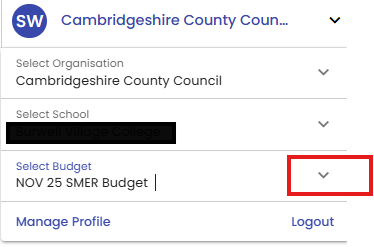 SW Cambridgeshire County Coun...
Select Organisation
Cambridgeshire County Council
Select School
Select Budget
NOV 25 SMER Budget
Manage Profile Logout